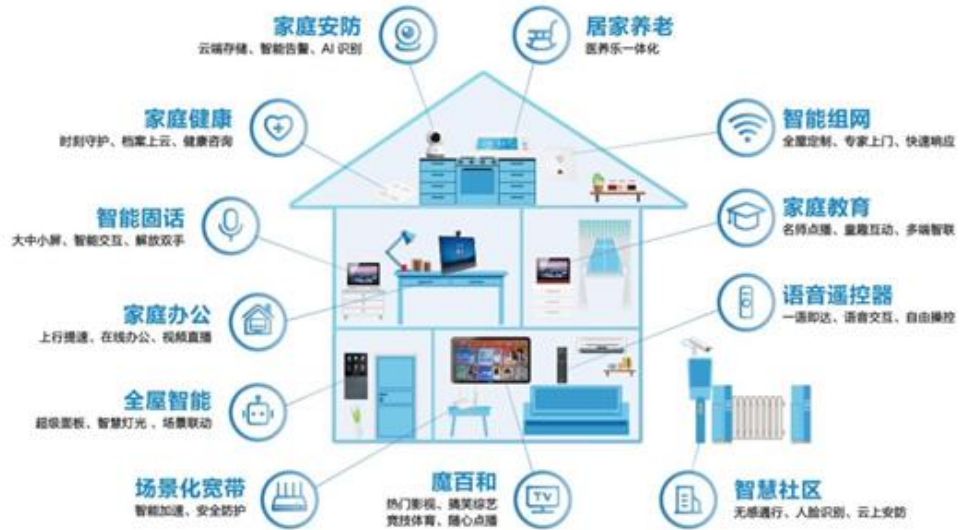 家庭安防
云端存储、智能告警、AI 识别
居家养老
医养乐一体化
家庭健康
时刻守护、档案上云、健康咨询
智能组网
全屋定制、专家上门、快速响应
智能固话
大中小屏、智能交互、解放双手
家庭教育
名师点播、童趣互动、多端智联
家庭办公
上行提速、在线办公、视频直播
语音遥控器
一语即达、语音交互、自由操控
全屋智能
超级面板、智慧灯光、场景联动
场景化宽带
智能加速、安全防护
魔百和
热门影视、搞笑综艺
竞技体育、随心点播
TV
智慧社区
无感通行、人脸识别、云上安防